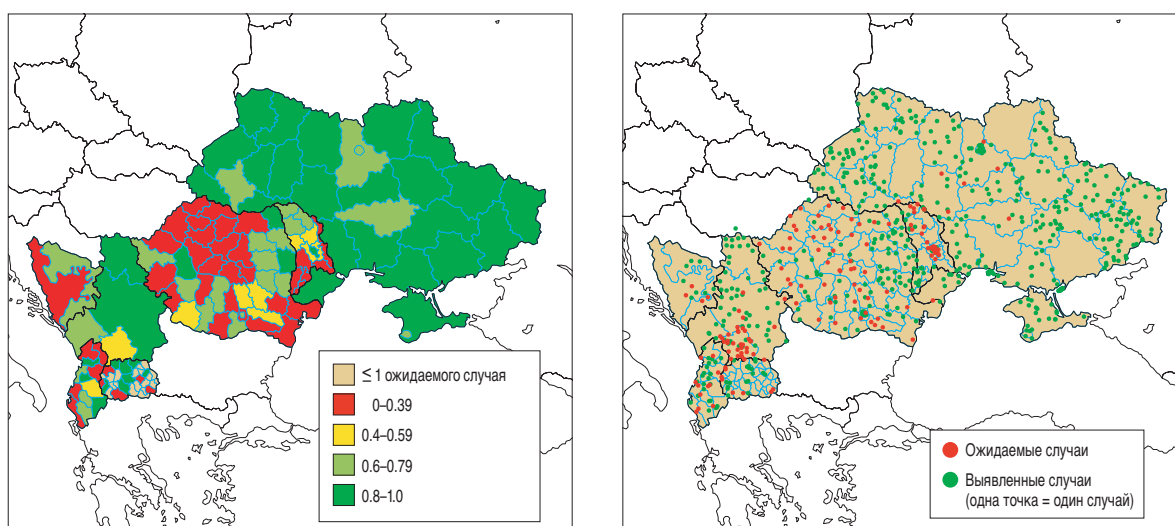 ≤ 1 ожидаемого случая
0–0.39
0.4–0.59
0.6–0.79
0.8–1.0
Ожидаемые случаи
Выявленные случаи
(одна точка = один случай)